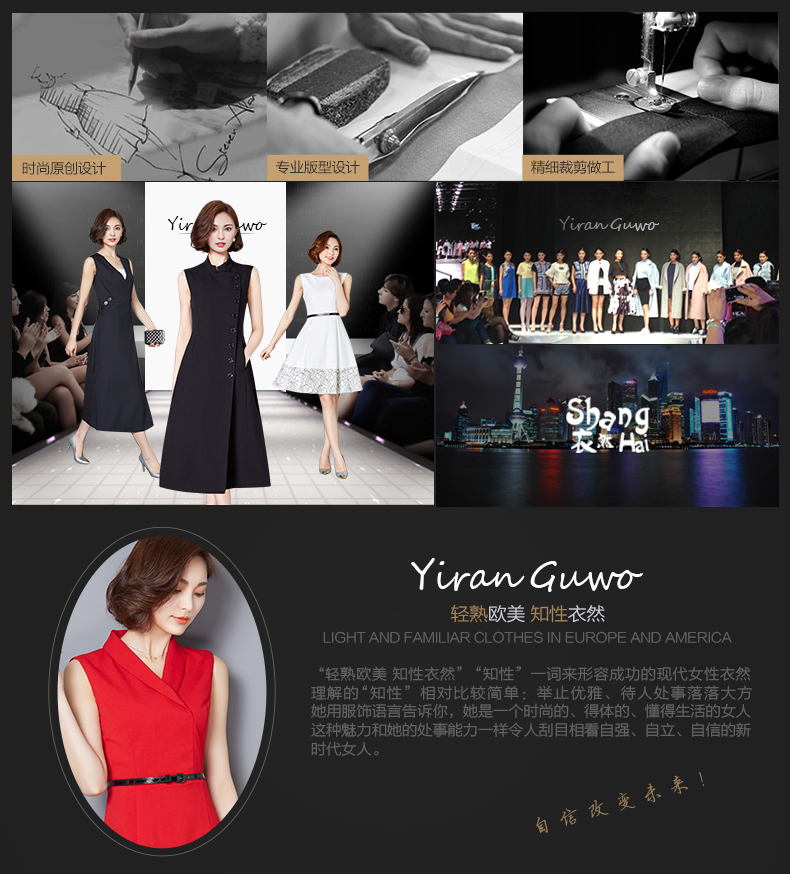 时尚原创设计
专业版型设计
精细裁剪做工
Yiran Guwo
Shang
衣然 Hai
Yiran Guwo
轻熟欧美 知性衣然
LIGHT AND FAMILIAR CLOTHES IN EUROPE AND AMERICA
“轻熟欧美 知性衣然”“知性”一词来形容成功的现代女性衣然
理解的“知性”相对比较简单：举止优雅、待人处事落落大方
她用服饰语言告诉你，她是一个时尚的、得体的、懂得生活的女人
这种魅力和她的处事能力一样令人刮目相看自强、自立、自信的新
时代女人。
自信改变未来！